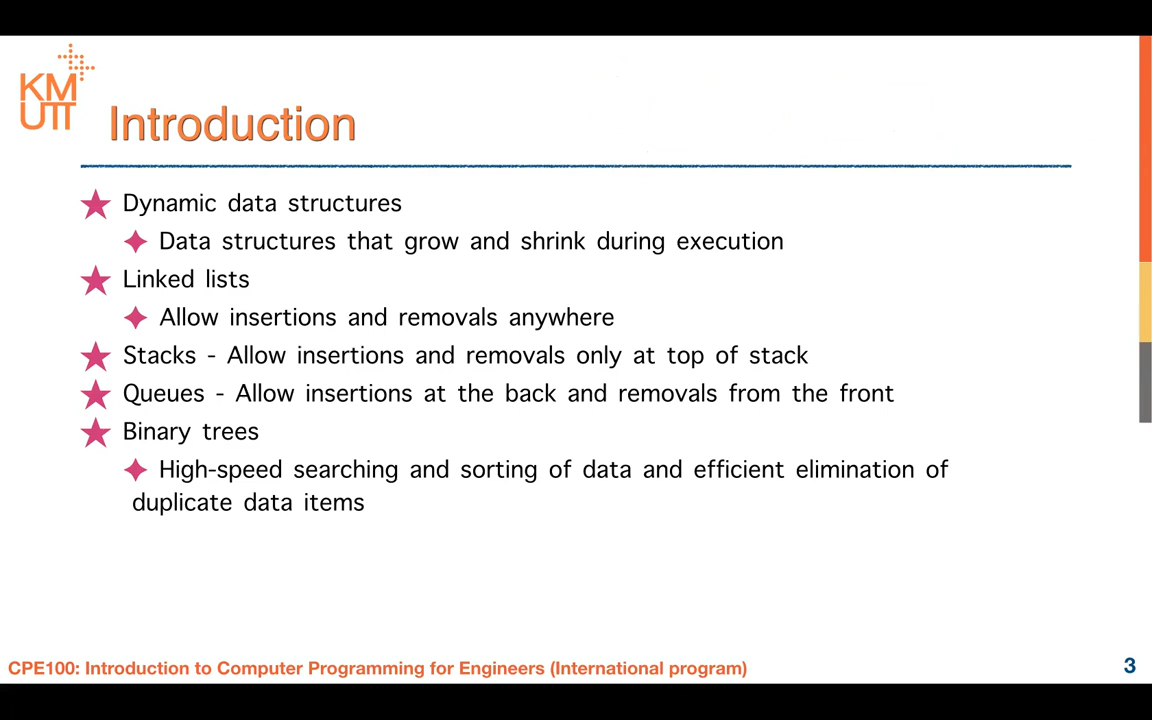 KM
UTT
Introduction
Dynamic data structures
Data structures that grow and shrink during execution
Linked lists
Allow insertions and removals anywhere
Stacks - Allow insertions and removals only at top of stack
Queues - Allow insertions at the back and removals from the front
Binary trees
High-speed searching and sorting of data and efficient elimination of
duplicate data items
CPE100: Introduction to Computer Programming for Engineers (International program)
3